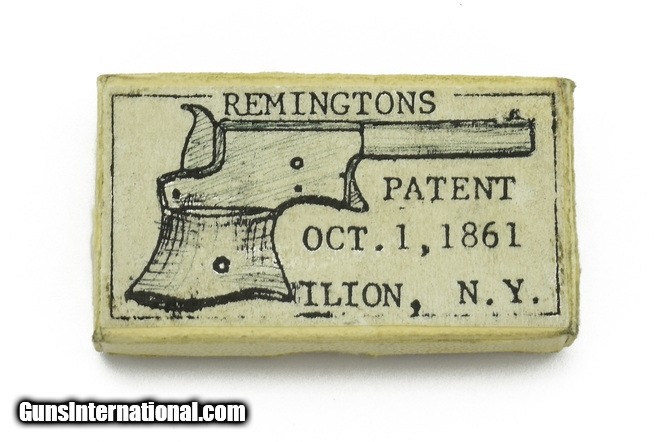 REMINGTONS
PATENT
OCT. 1, 1861
ILION, N.Y.
GunsInternational.com